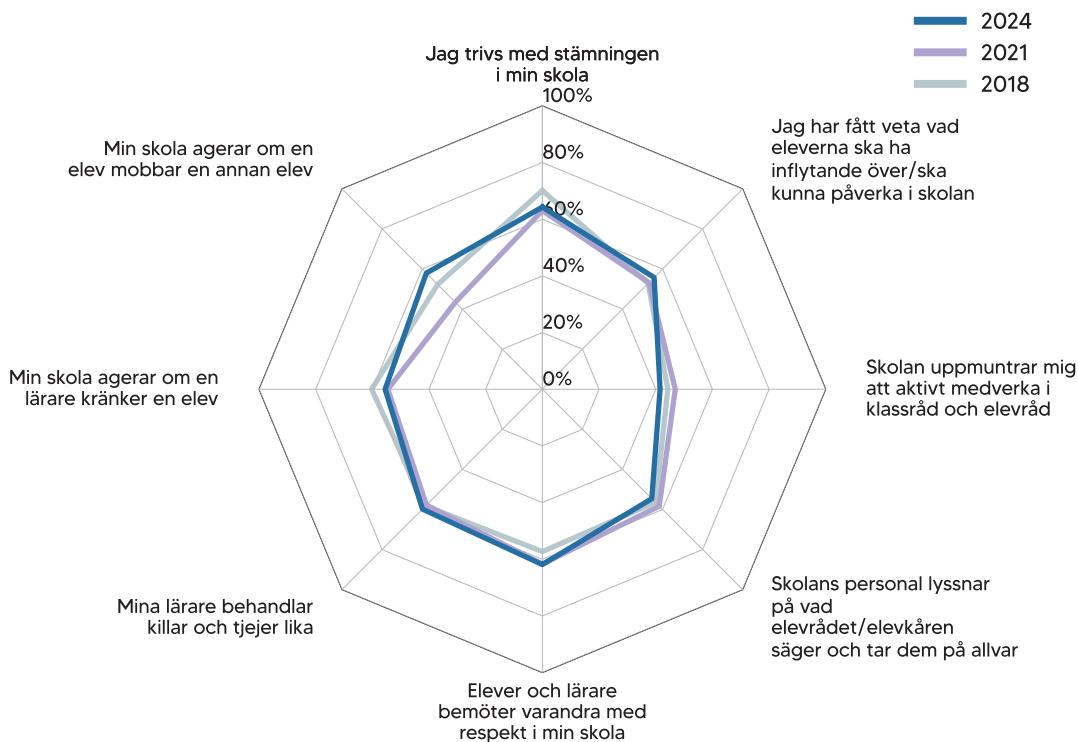 2024
2021
2018
Jag trivs med stämningen
i min skola
100%
80%
60%
40%
20%
0%
Jag har fått veta vad
eleverna ska ha
inflytande över/ska
kunna påverka i skolan
Skolan uppmuntrar mig
att aktivt medverka i
klassråd och elevråd
Skolans personal lyssnar
på vad
elevrådet/elevkåren
säger och tar dem på allvar
Elever och lärare
bemöter varandra med
respekt i min skola
Mina lärare behandlar
killar och tjejer lika
Min skola agerar om en
lärare kränker en elev
Min skola agerar om en
elev mobbar en annan elev